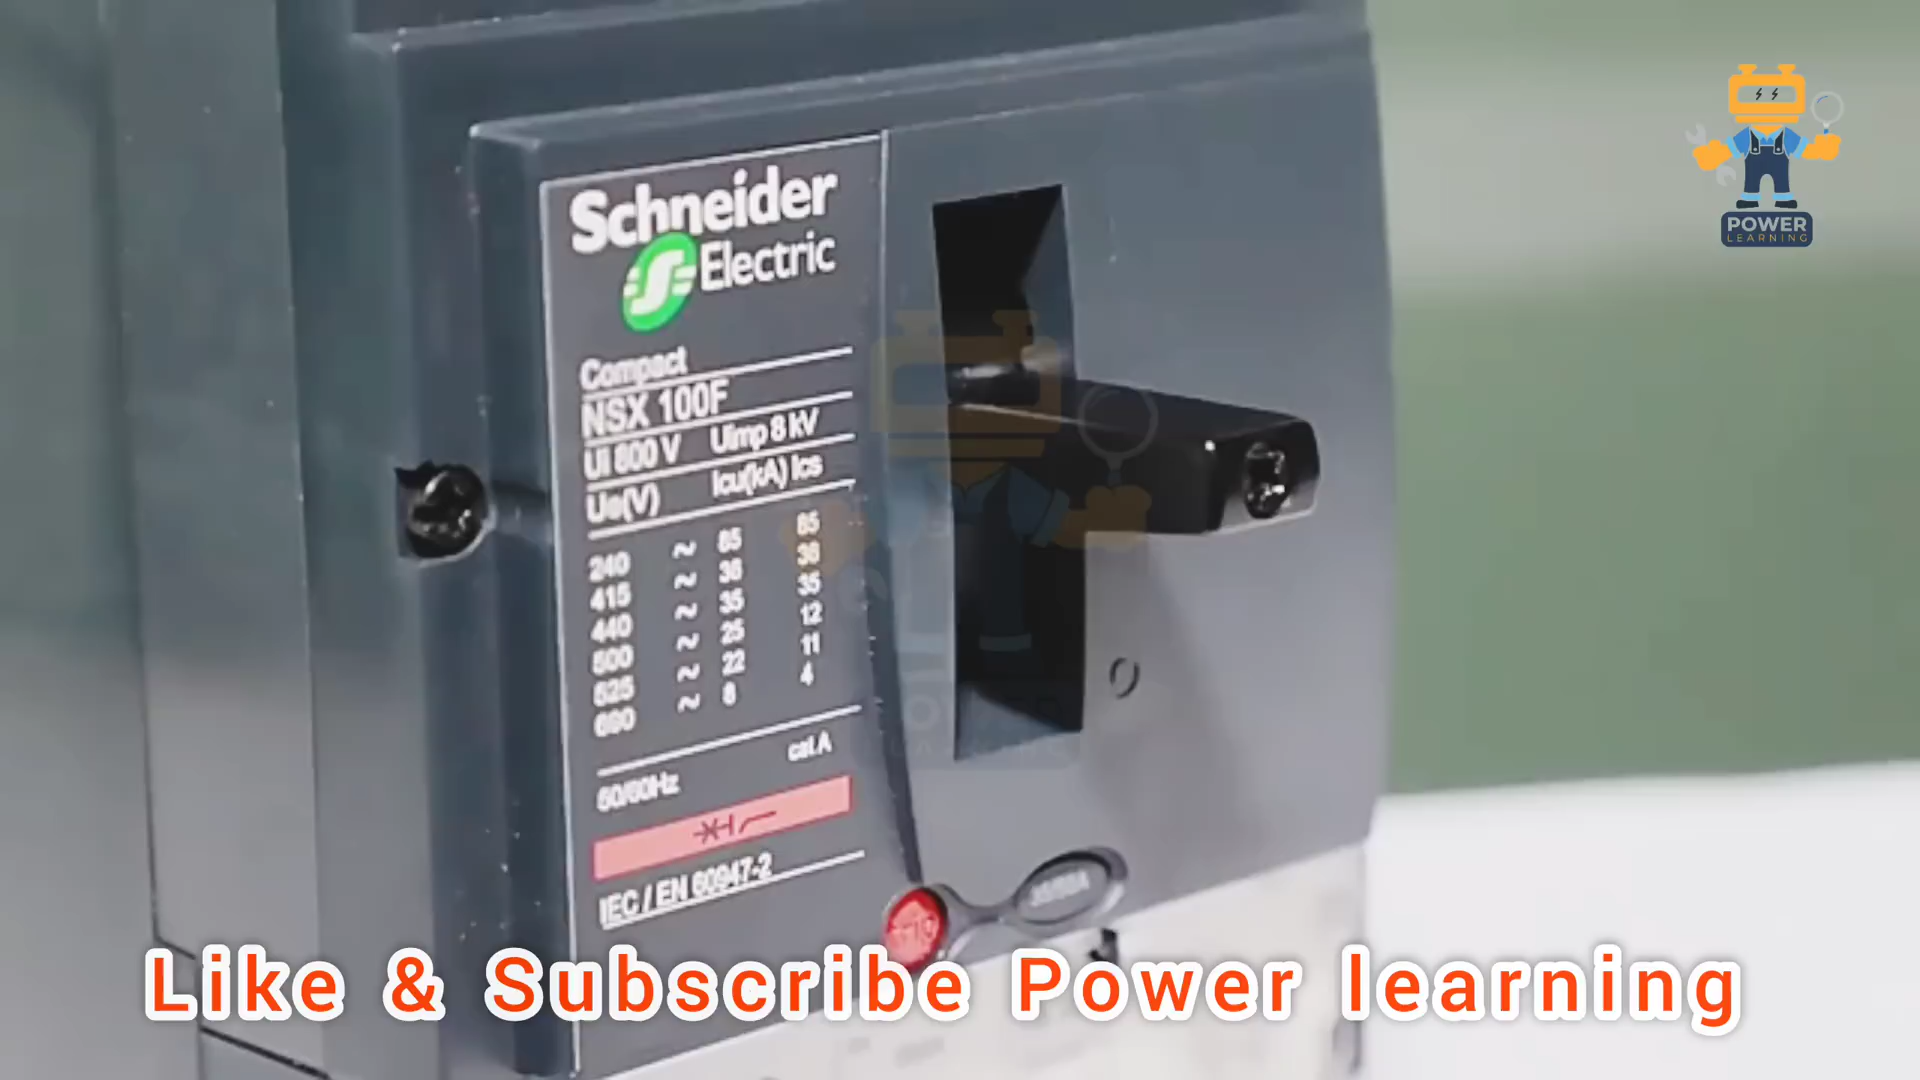 Schneider
Electric
Compact
NSX 100F
Ui 800 V Uimp 8 kV
Ue(V) Icu(kA) Ics
240 ~ 85 85
415 ~ 36 36
440 ~ 35 35
500 ~ 25 12
525 ~ 22 11
690 ~ 8 4
cat.A
50/60Hz
IEC / EN 60947-2
O
POWER
LEARNING
Like & Subscribe Power learning